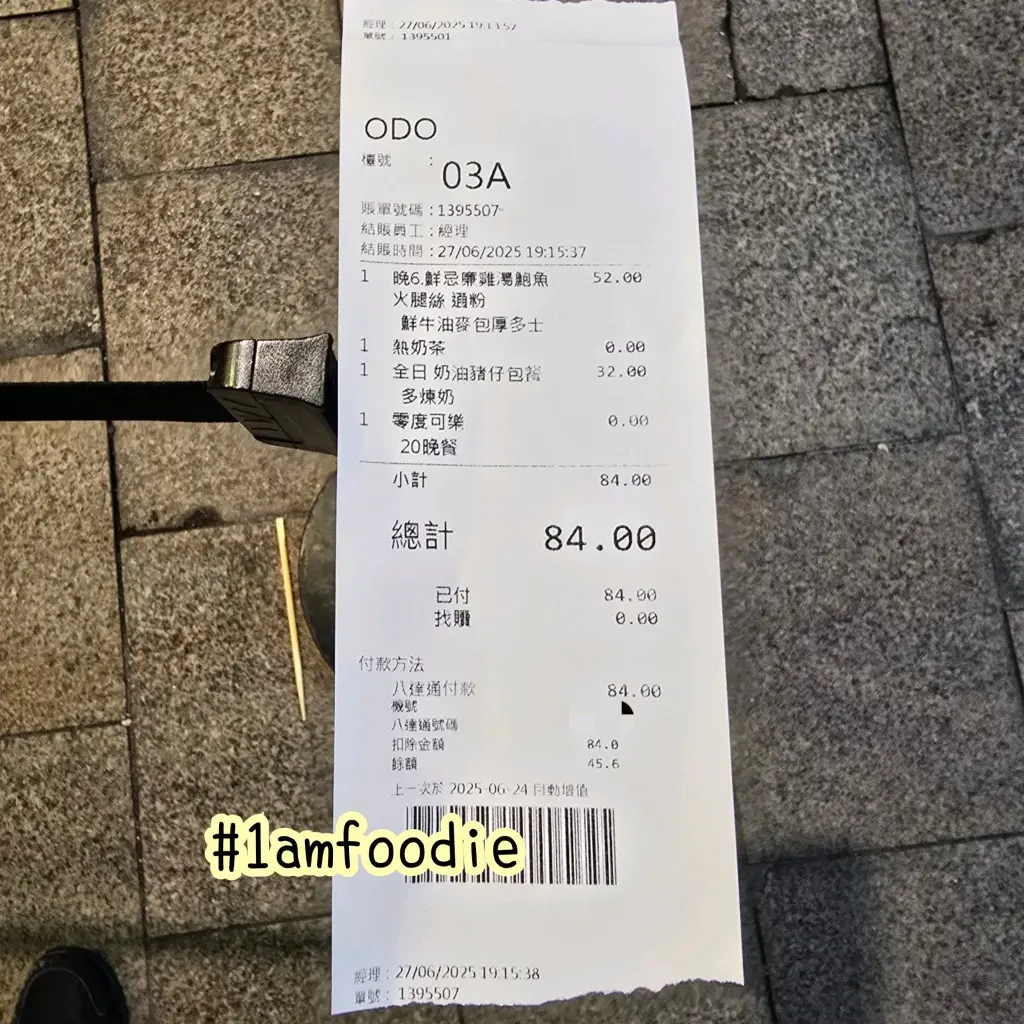 經理：27/06/2025 19:13:57
單號：1395501
ODO
檯號 : 03A
賬單號碼：1395507
結賬員工：經理
結賬時間：27/06/2025 19:15:37
1 晚6.鮮忌廉雞湯鮑魚 52.00
火腿絲 通粉
鮮牛油麥包厚多士
1 熱奶茶 0.00
1 全日 奶油豬仔包餐 32.00
多煉奶
1 零度可樂 0.00
20晚餐
小計 84.00
總計 84.00
已付 84.00
找贖 0.00
付款方法
八達通付款 84.00
機號
八達通號碼
扣除金額 84.0
餘額 45.6
上一次於 2025-06-24 自動增值
#1amfoodie
經理：27/06/2025 19:15:38
單號：1395507